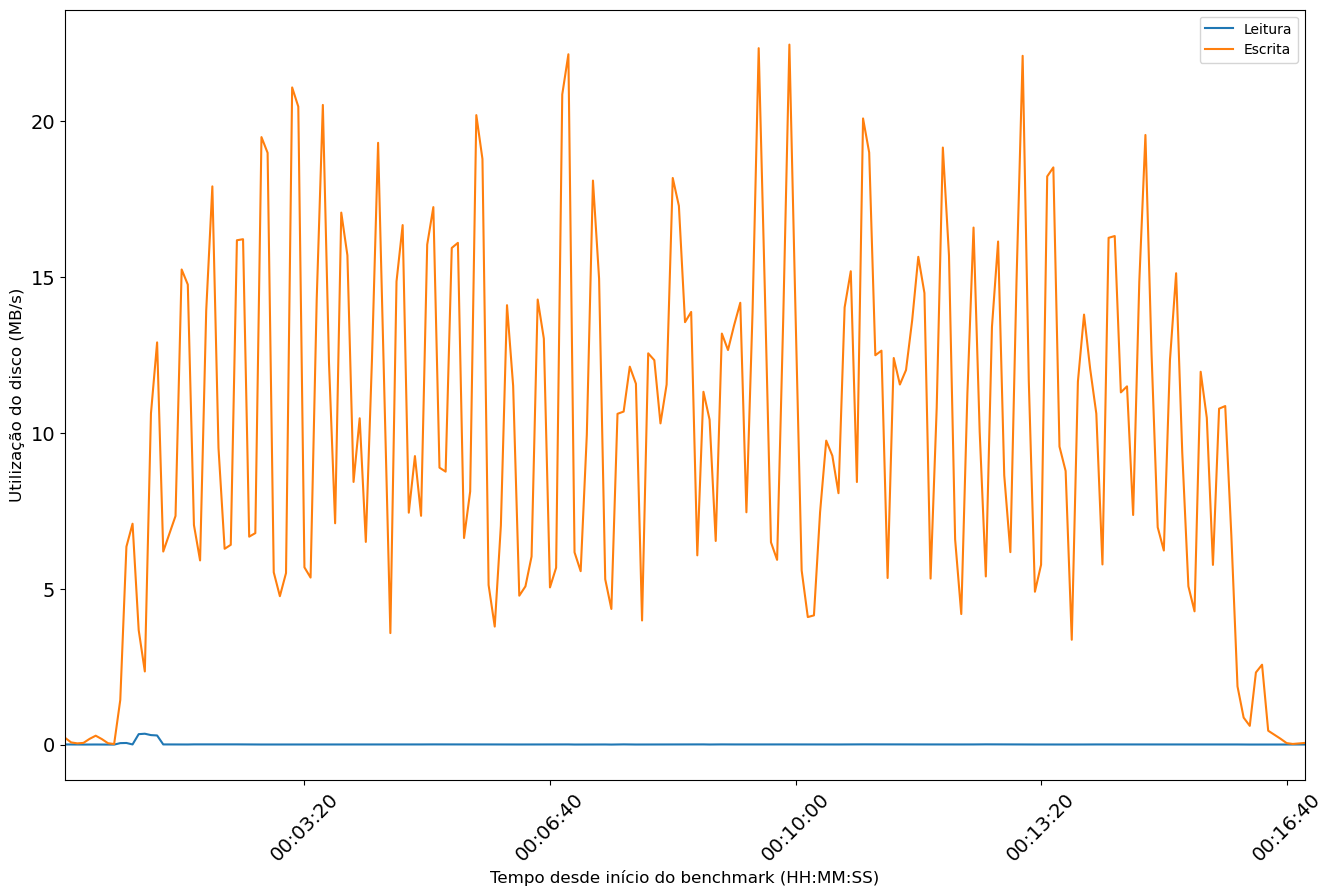 Leitura
Escrita
Utilização do disco (MB/s)
20
15
10
5
0
00:03:20
00:06:40
00:10:00
00:13:20
00:16:40
Tempo desde início do benchmark (HH:MM:SS)